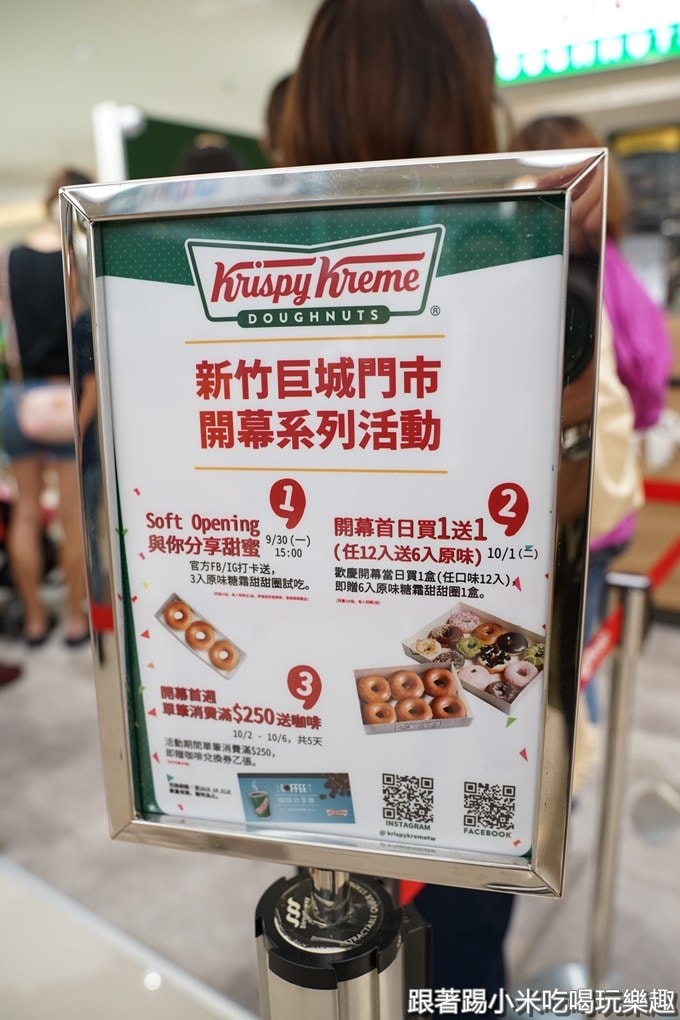 Krispy Kreme
DOUGHNUTS
®
新竹巨城門市
開幕系列活動
1
Soft Opening
與你分享甜蜜
9/30(一)
15:00
官方FB/IG打卡送,
3入原味糖霜甜甜圈試吃。
2
開幕首日買1送1
(任12入送6入原味)
10/1(二)
歡慶開幕當日買1盒(任口味12入),
即贈6入原味糖霜甜甜圈1盒。
3
開幕首週
單筆消費滿$250送咖啡
10/2 - 10/6, 共5天
活動期間單筆消費滿$250,
即贈咖啡兌換券乙張。
COFFEE
INSTAGRAM
@krispykremetw
FACEBOOK
跟著踢小米吃喝玩樂趣